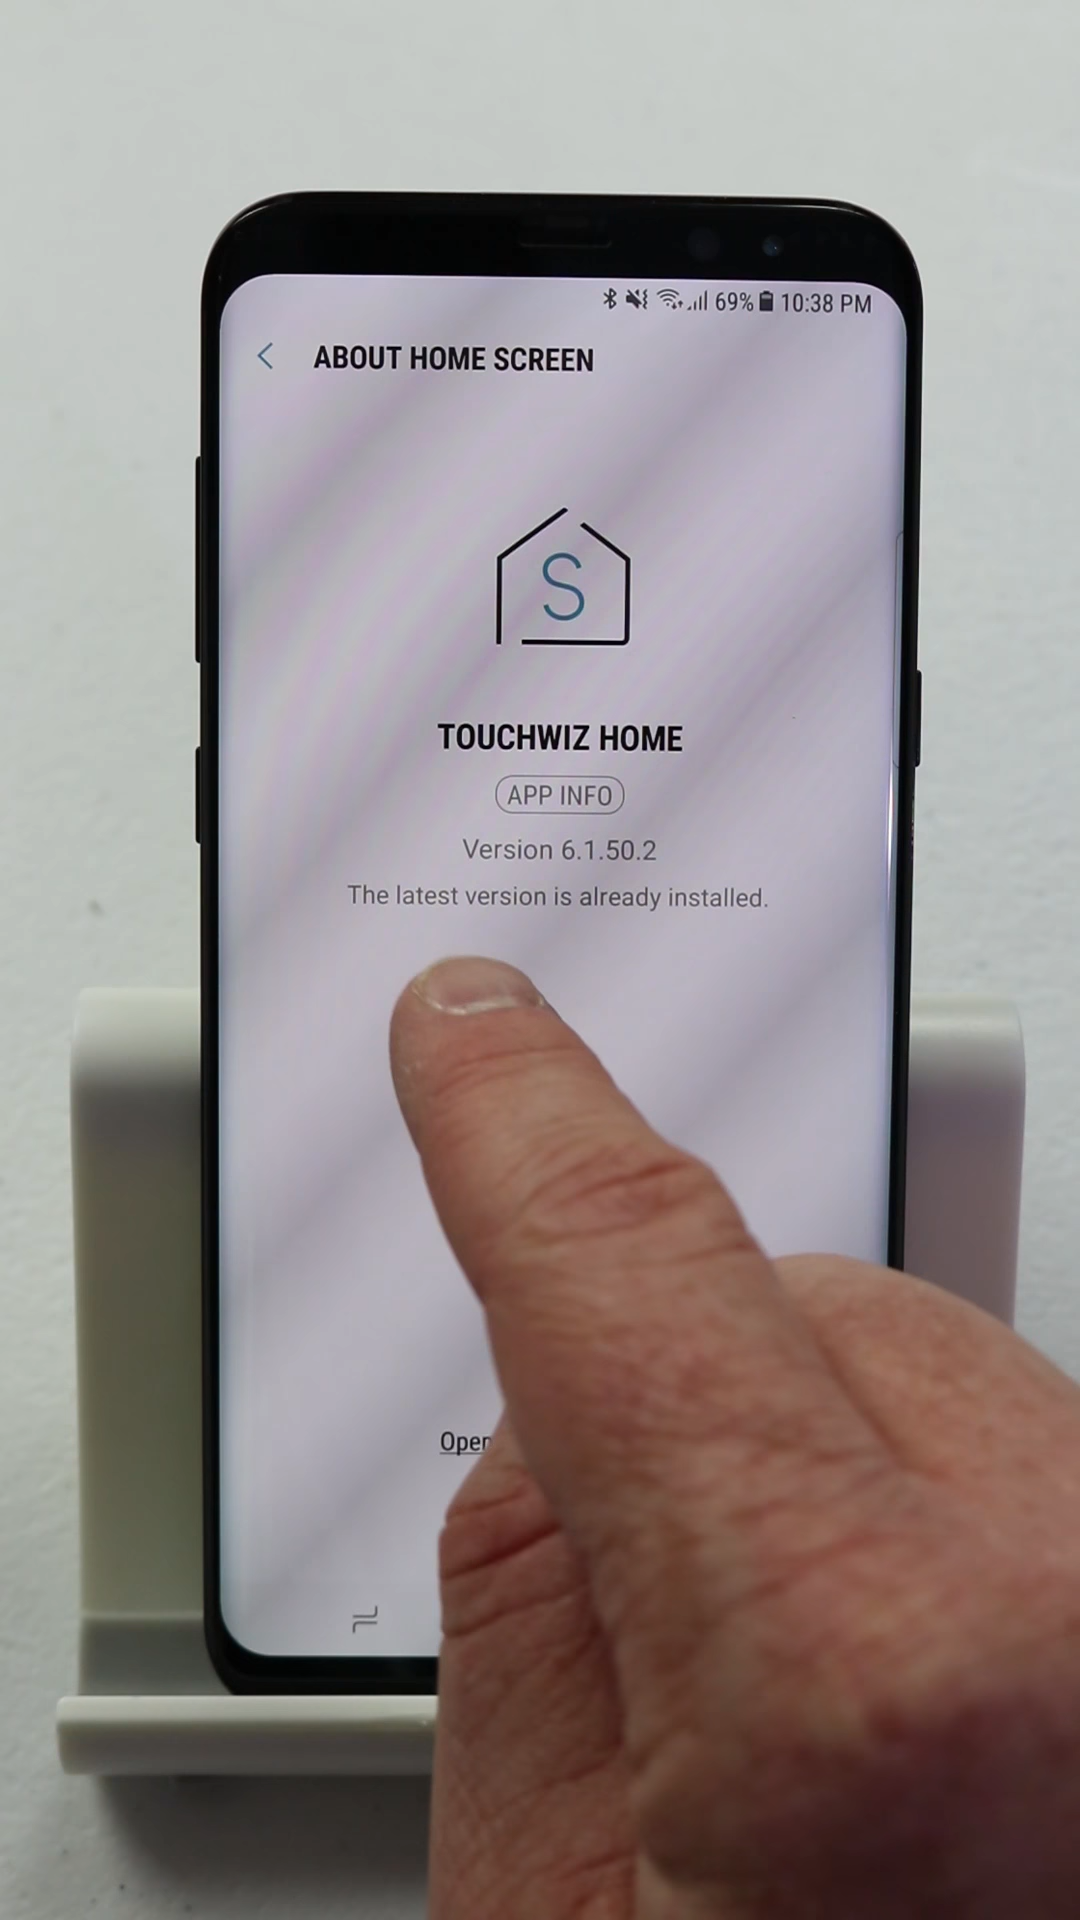 69% 10:38 PM
ABOUT HOME SCREEN
S
TOUCHWIZ HOME
APP INFO
Version 6.1.50.2
The latest version is already installed.